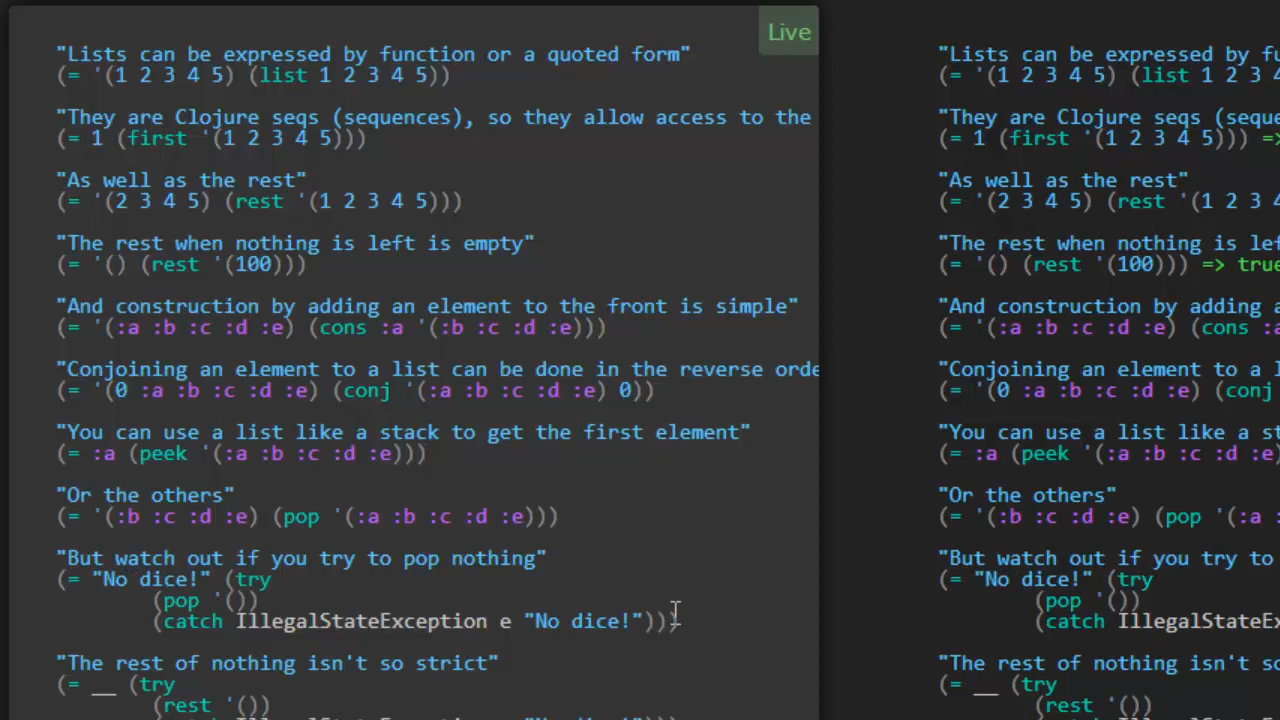 Live
"Lists can be expressed by function or a quoted form"
(= '(1 2 3 4 5) (list 1 2 3 4 5))
"They are Clojure seqs (sequences), so they allow access to the
(= 1 (first '(1 2 3 4 5)))
"As well as the rest"
(= '(2 3 4 5) (rest '(1 2 3 4 5)))
"The rest when nothing is left is empty"
(= '() (rest '(100)))
"And construction by adding an element to the front is simple"
(= '(:a :b :c :d :e) (cons :a '(:b :c :d :e)))
"Conjoining an element to a list can be done in the reverse orde
(= '(0 :a :b :c :d :e) (conj '(:a :b :c :d :e) 0))
"You can use a list like a stack to get the first element"
(= :a (peek '(:a :b :c :d :e)))
"Or the others"
(= '(:b :c :d :e) (pop '(:a :b :c :d :e)))
"But watch out if you try to pop nothing"
(= "No dice!" (try
(pop '())
(catch IllegalStateException e "No dice!")))
"The rest of nothing isn't so strict"
(= __ (try
(rest '())
"Lists can be expressed by fu
(= '(1 2 3 4 5) (list 1 2 3 4
"They are Clojure seqs (seque
(= 1 (first '(1 2 3 4 5))) =>
"As well as the rest"
(= '(2 3 4 5) (rest '(1 2 3 4
"The rest when nothing is lef
(= '() (rest '(100))) => true
"And construction by adding a
(= '(:a :b :c :d :e) (cons :a
"Conjoining an element to a l
(= '(0 :a :b :c :d :e) (conj
"You can use a list like a st
(= :a (peek '(:a :b :c :d :e)
"Or the others"
(= '(:b :c :d :e) (pop '(:a :
"But watch out if you try to
(= "No dice!" (try
(pop '())
(catch IllegalStateEx
"The rest of nothing isn't so
(= __ (try
(rest '())